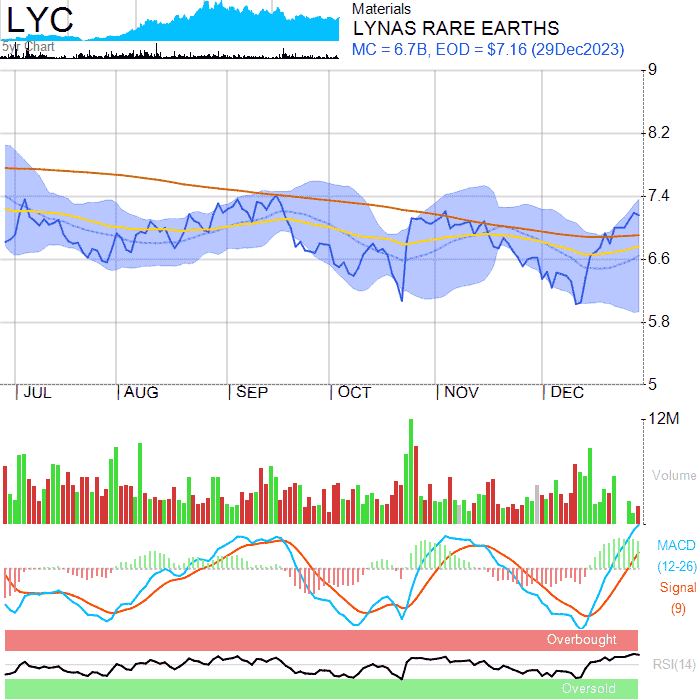 LYC
5yr Chart
Materials
LYNAS RARE EARTHS
MC = 6.7B, EOD = $7.16 (29Dec2023)
9
8.2
7.4
6.6
5.8
5
JUL AUG SEP OCT NOV DEC
12M
Volume
MACD
(12-26)
Signal
(9)
Overbought
RSI(14)
Oversold